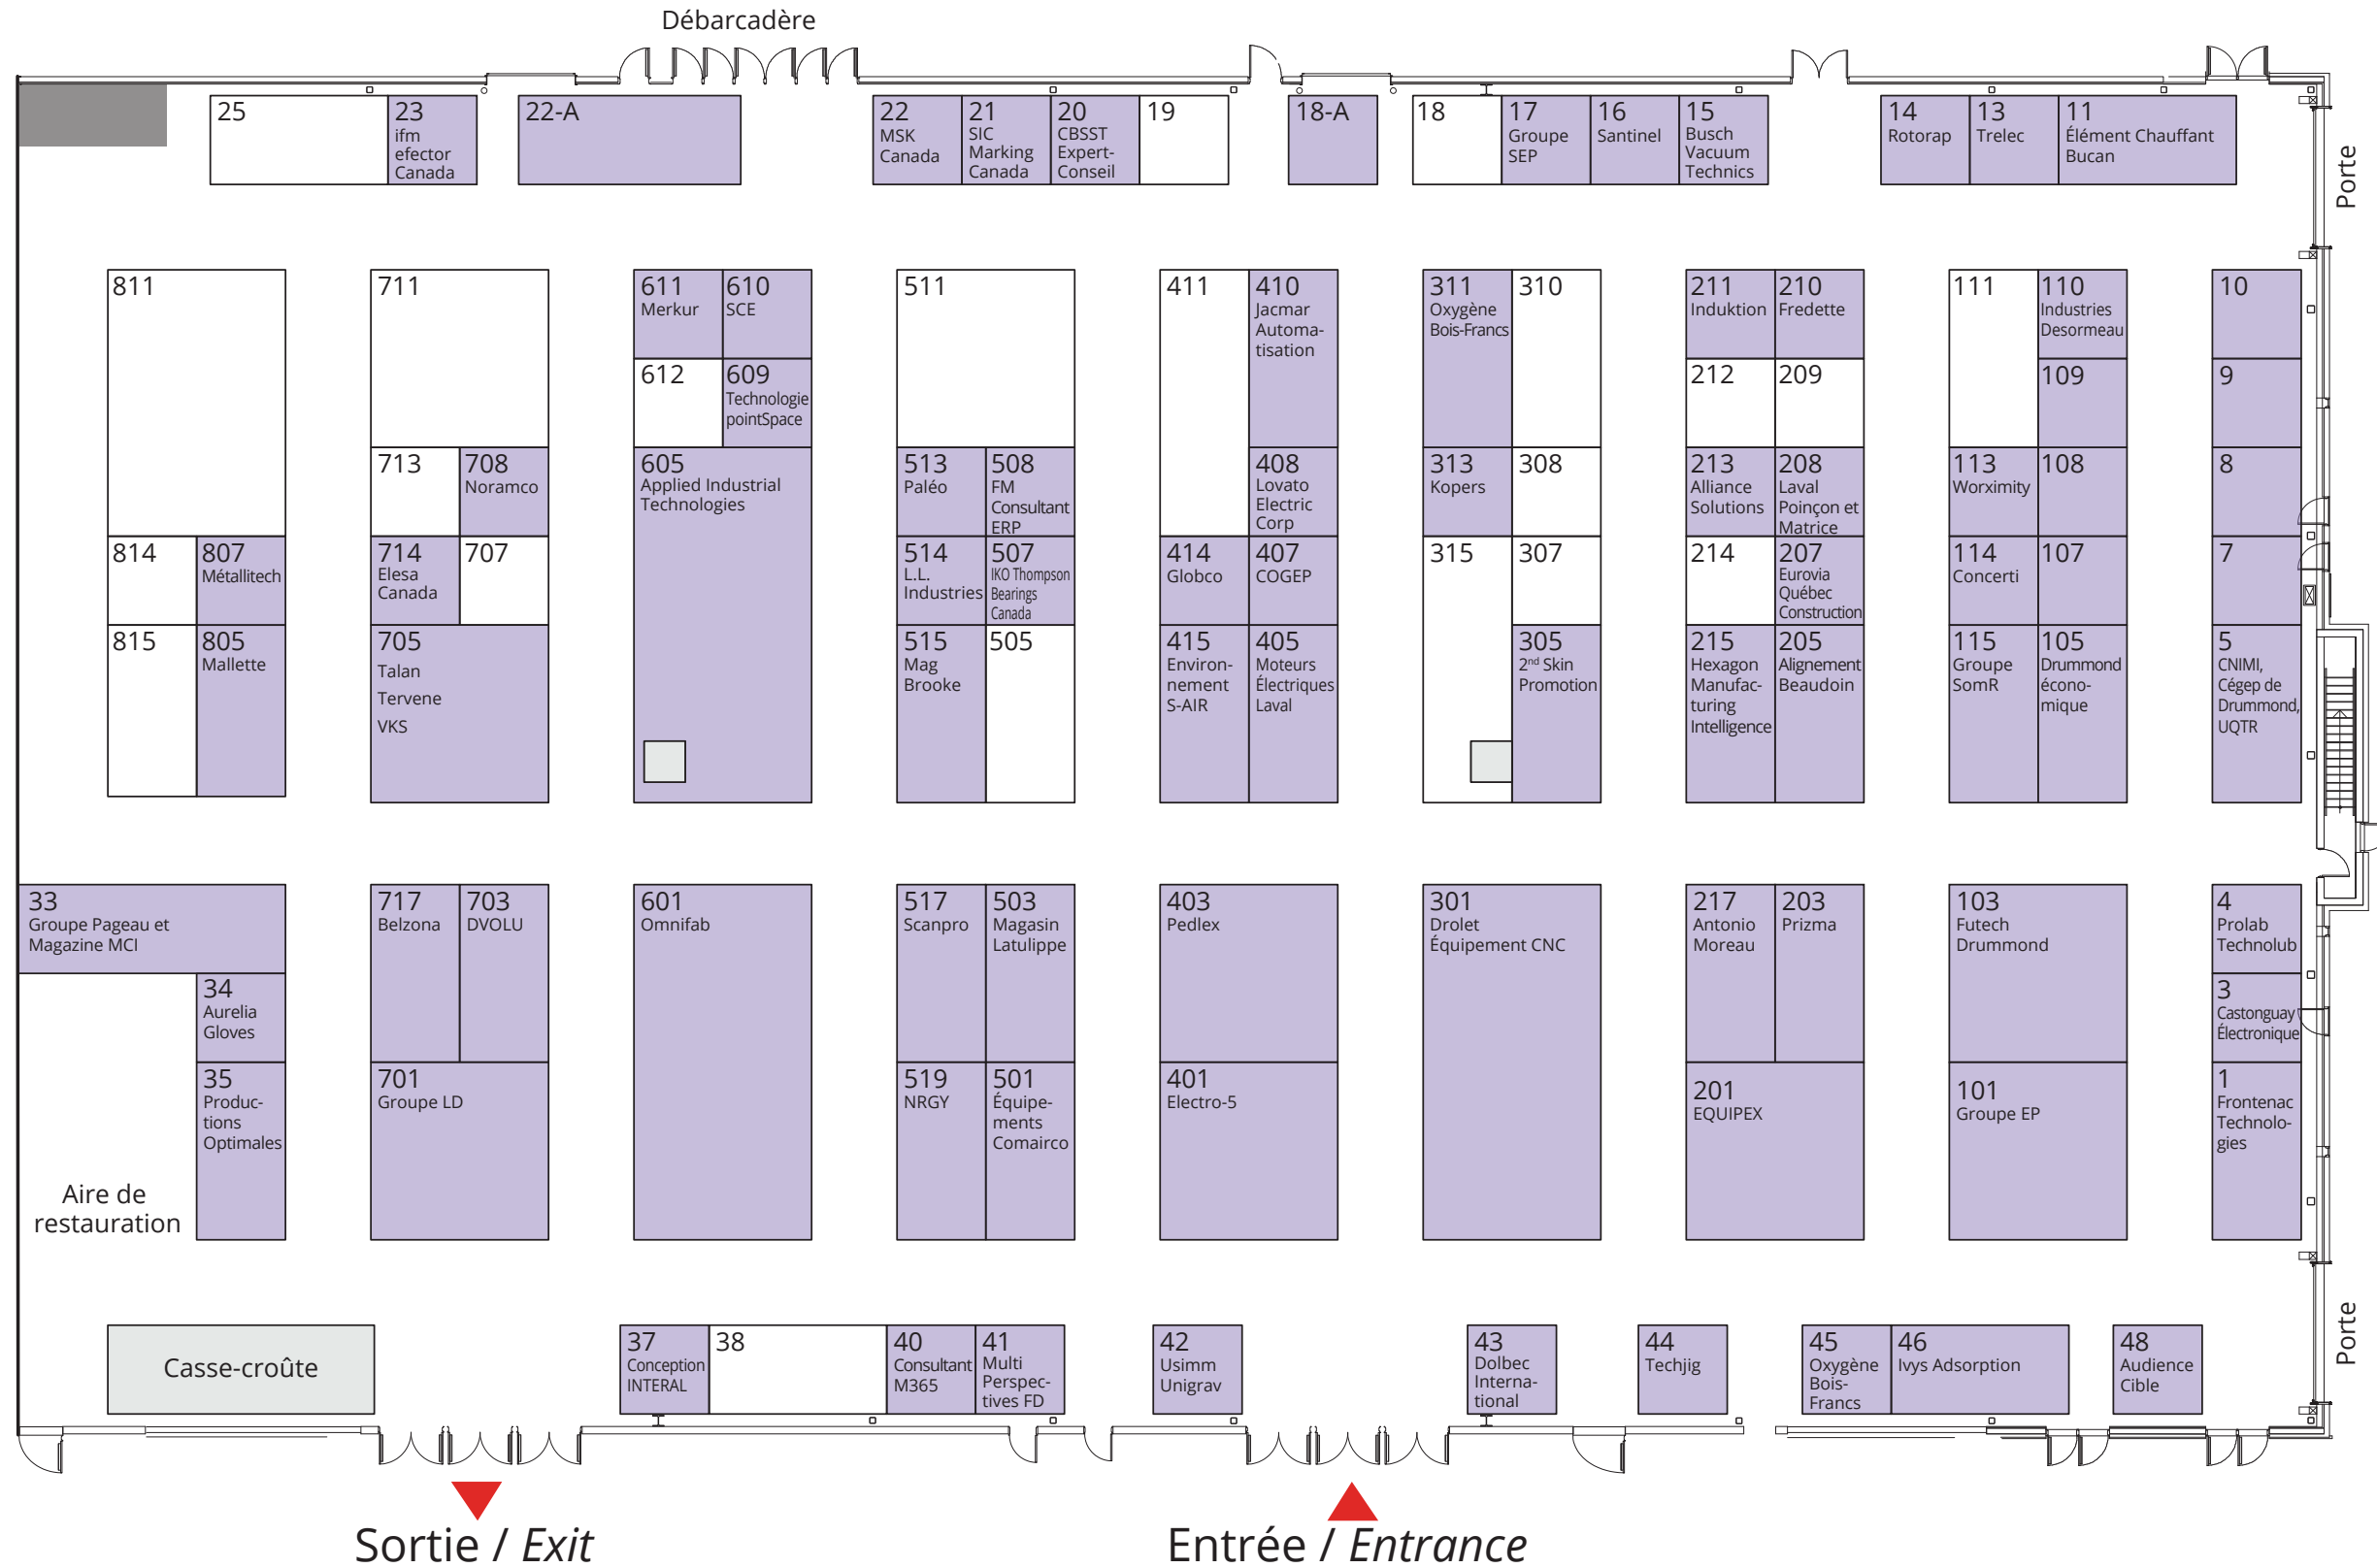 Débarcadère
25
23
ifm
efector
Canada
22-A
22
MSK
Canada
21
SIC
Marking
Canada
20
CBSST
Expert-
Conseil
19
18-A
18
17
Groupe
SEP
16
Santinel
15
Busch
Vacuum
Technics
14
Rotorap
13
Trelec
11
Élément Chauffant
Bucan
Porte
811
814
807
Métallitech
815
805
Mallette
711
713
708
Noramco
714
Elesa
Canada
707
705
Talan
Tervene
VKS
611
Merkur
610
SCE
612
609
Technologie
pointSpace
605
Applied Industrial
Technologies
511
513
Paléo
508
FM
Consultant
ERP
514
L.L.
Industries
507
IKO Thompson
Bearings
Canada
515
Mag
Brooke
505
411
410
Jacmar
Automa-
tisation
408
Lovato
Electric
Corp
414
Globco
407
COGEP
415
Environ-
nement
S-AIR
405
Moteurs
Électriques
Laval
311
Oxygène
Bois-Francs
310
313
Kopers
308
315
307
305
2nd Skin
Promotion
211
Induktion
210
Fredette
212
209
213
Alliance
Solutions
208
Laval
Poinçon et
Matrice
214
207
Eurovia
Québec
Construction
215
Hexagon
Manufac-
turing
Intelligence
205
Alignement
Beaudoin
111
110
Industries
Desormeau
109
113
Worximity
108
114
Concerti
107
115
Groupe
SomR
105
Drummond
écono-
mique
10
9
8
7
5
CNIMI,
Cégep de
Drummond,
UQTR
33
Groupe Pageau et
Magazine MCI
34
Aurelia
Gloves
35
Produc-
tions
Optimales
Aire de
restauration
717
Belzona
703
DVOLU
701
Groupe LD
601
Omnifab
517
Scanpro
503
Magasin
Latulippe
519
NRGY
501
Équipe-
ments
Comairco
403
Pedlex
401
Electro-5
301
Drolet
Équipement CNC
217
Antonio
Moreau
203
Prizma
201
EQUIPEX
103
Futech
Drummond
101
Groupe EP
4
Prolab
Technolub
3
Castonguay
Électronique
1
Frontenac
Technolo-
gies
Casse-croûte
37
Conception
INTERAL
38
40
Consultant
M365
41
Multi
Perspec-
tives FD
42
Usimm
Unigrav
43
Dolbec
Interna-
tional
44
Techjig
45
Oxygène
Bois-
Francs
46
Ivys Adsorption
48
Audience
Cible
Porte
Sortie / Exit
Entrée / Entrance